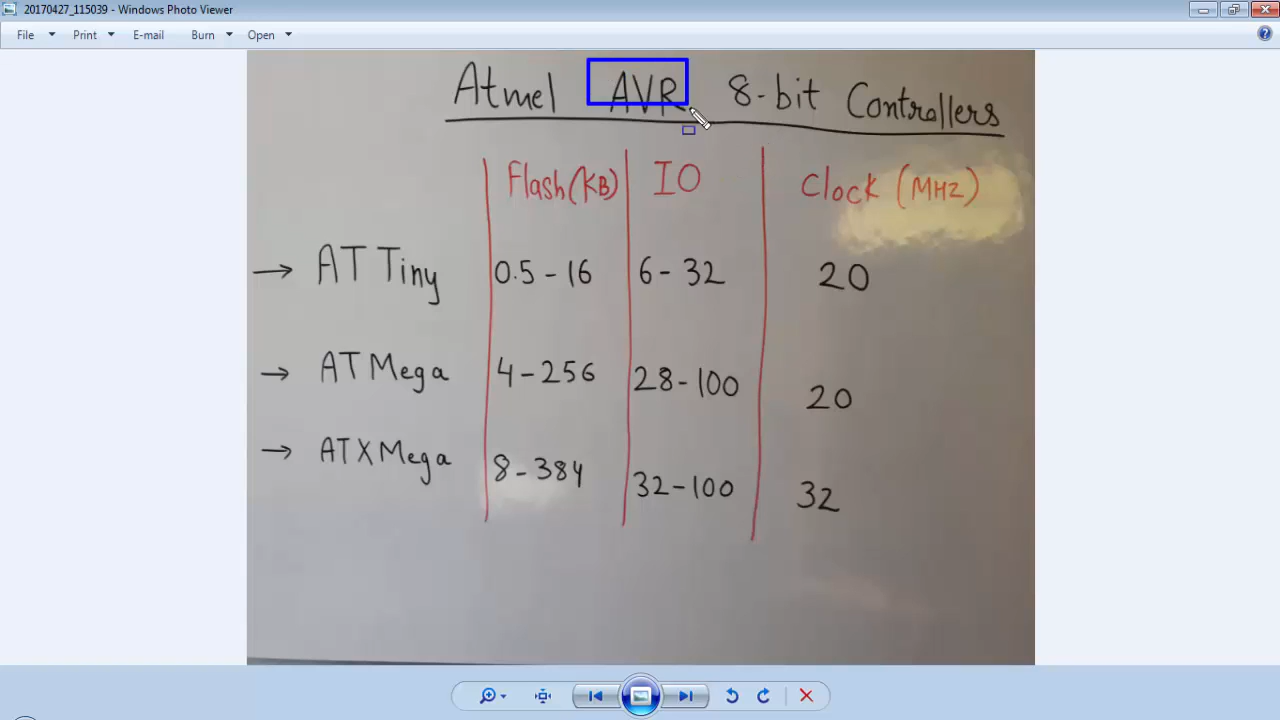 20170427_115039 - Windows Photo Viewer
File Print E-mail Burn Open
Atmel AVR 8-bit Controllers
Flash(KB) IO Clock (MHZ)
→ AT Tiny 0.5 - 16 6 - 32 20
→ ATMega 4 - 256 28 - 100 20
→ ATXMega 8 - 384 32 - 100 32